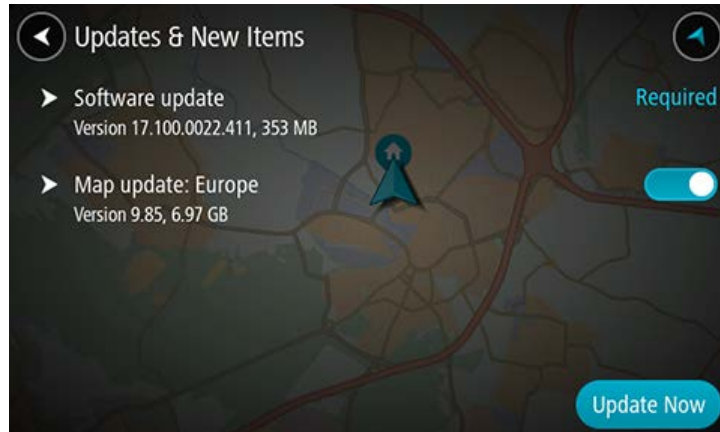 Updates & New Items
Software update
Required
Version 17.100.0022.411, 353 MB
Map update: Europe
Version 9.85, 6.97 GB
Update Now